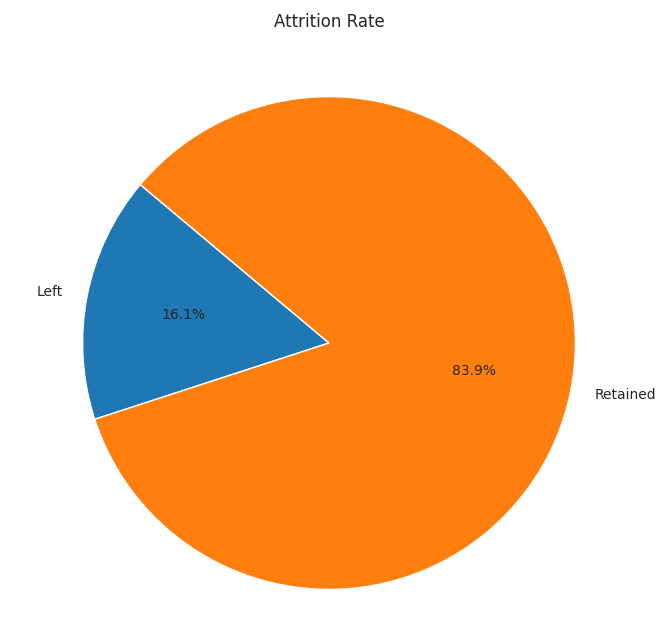 Attrition Rate
Left
16.1%
83.9%
Retained